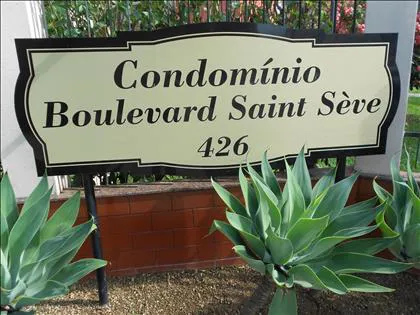 Condomínio
Boulevard Saint Sève
426